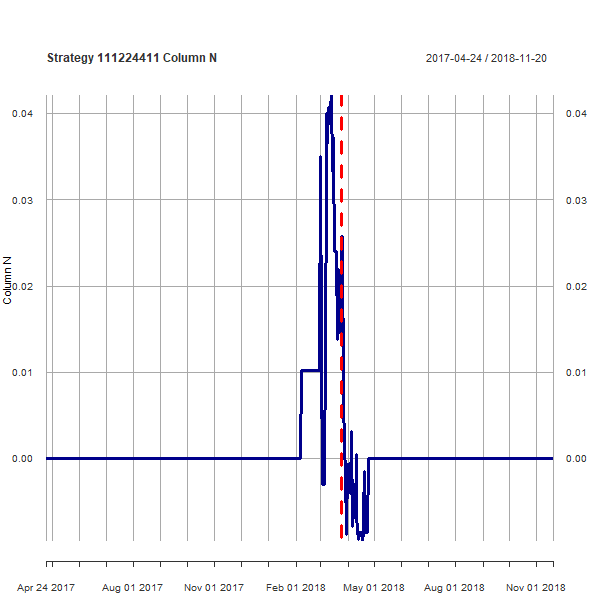 Strategy 111224411 Column N
2017-04-24 / 2018-11-20
0.04
0.04
0.03
0.03
0.02
0.02
0.01
0.01
0.00
0.00
Column N
Apr 24 2017
Aug 01 2017
Nov 01 2017
Feb 01 2018
May 01 2018
Aug 01 2018
Nov 01 2018